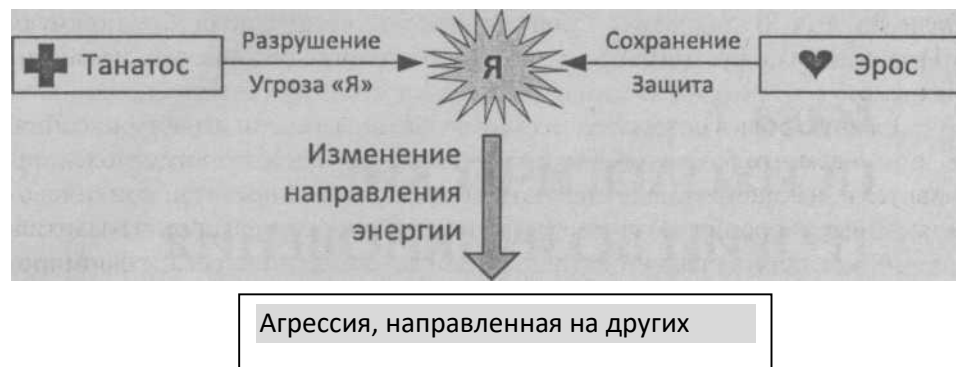 Танатос
Разрушение
Угроза «Я»
Я
Сохранение
Защита
Эрос
Изменение
направления
энергии
Агрессия, направленная на других